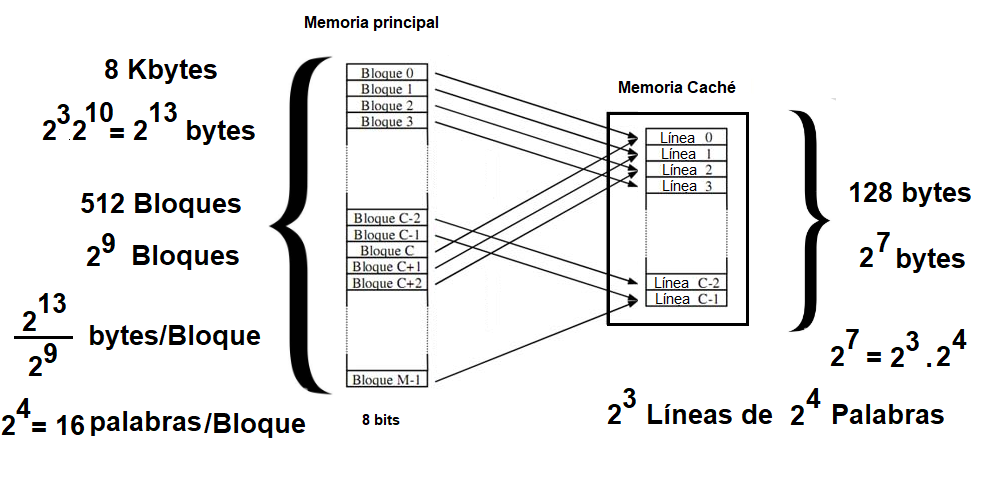 Memoria principal
8 Kbytes
2^3.2^10 = 2^13 bytes
512 Bloques
2^9 Bloques
2^13 / 2^9 bytes/Bloque
2^4 = 16 palabras/Bloque
Bloque 0
Bloque 1
Bloque 2
Bloque 3
Bloque C-2
Bloque C-1
Bloque C
Bloque C+1
Bloque C+2
Bloque M-1
8 bits
Memoria Caché
Línea 0
Línea 1
Línea 2
Línea 3
Línea C-2
Línea C-1
128 bytes
2^7 bytes
2^7 = 2^3 . 2^4
2^3 Líneas de 2^4 Palabras